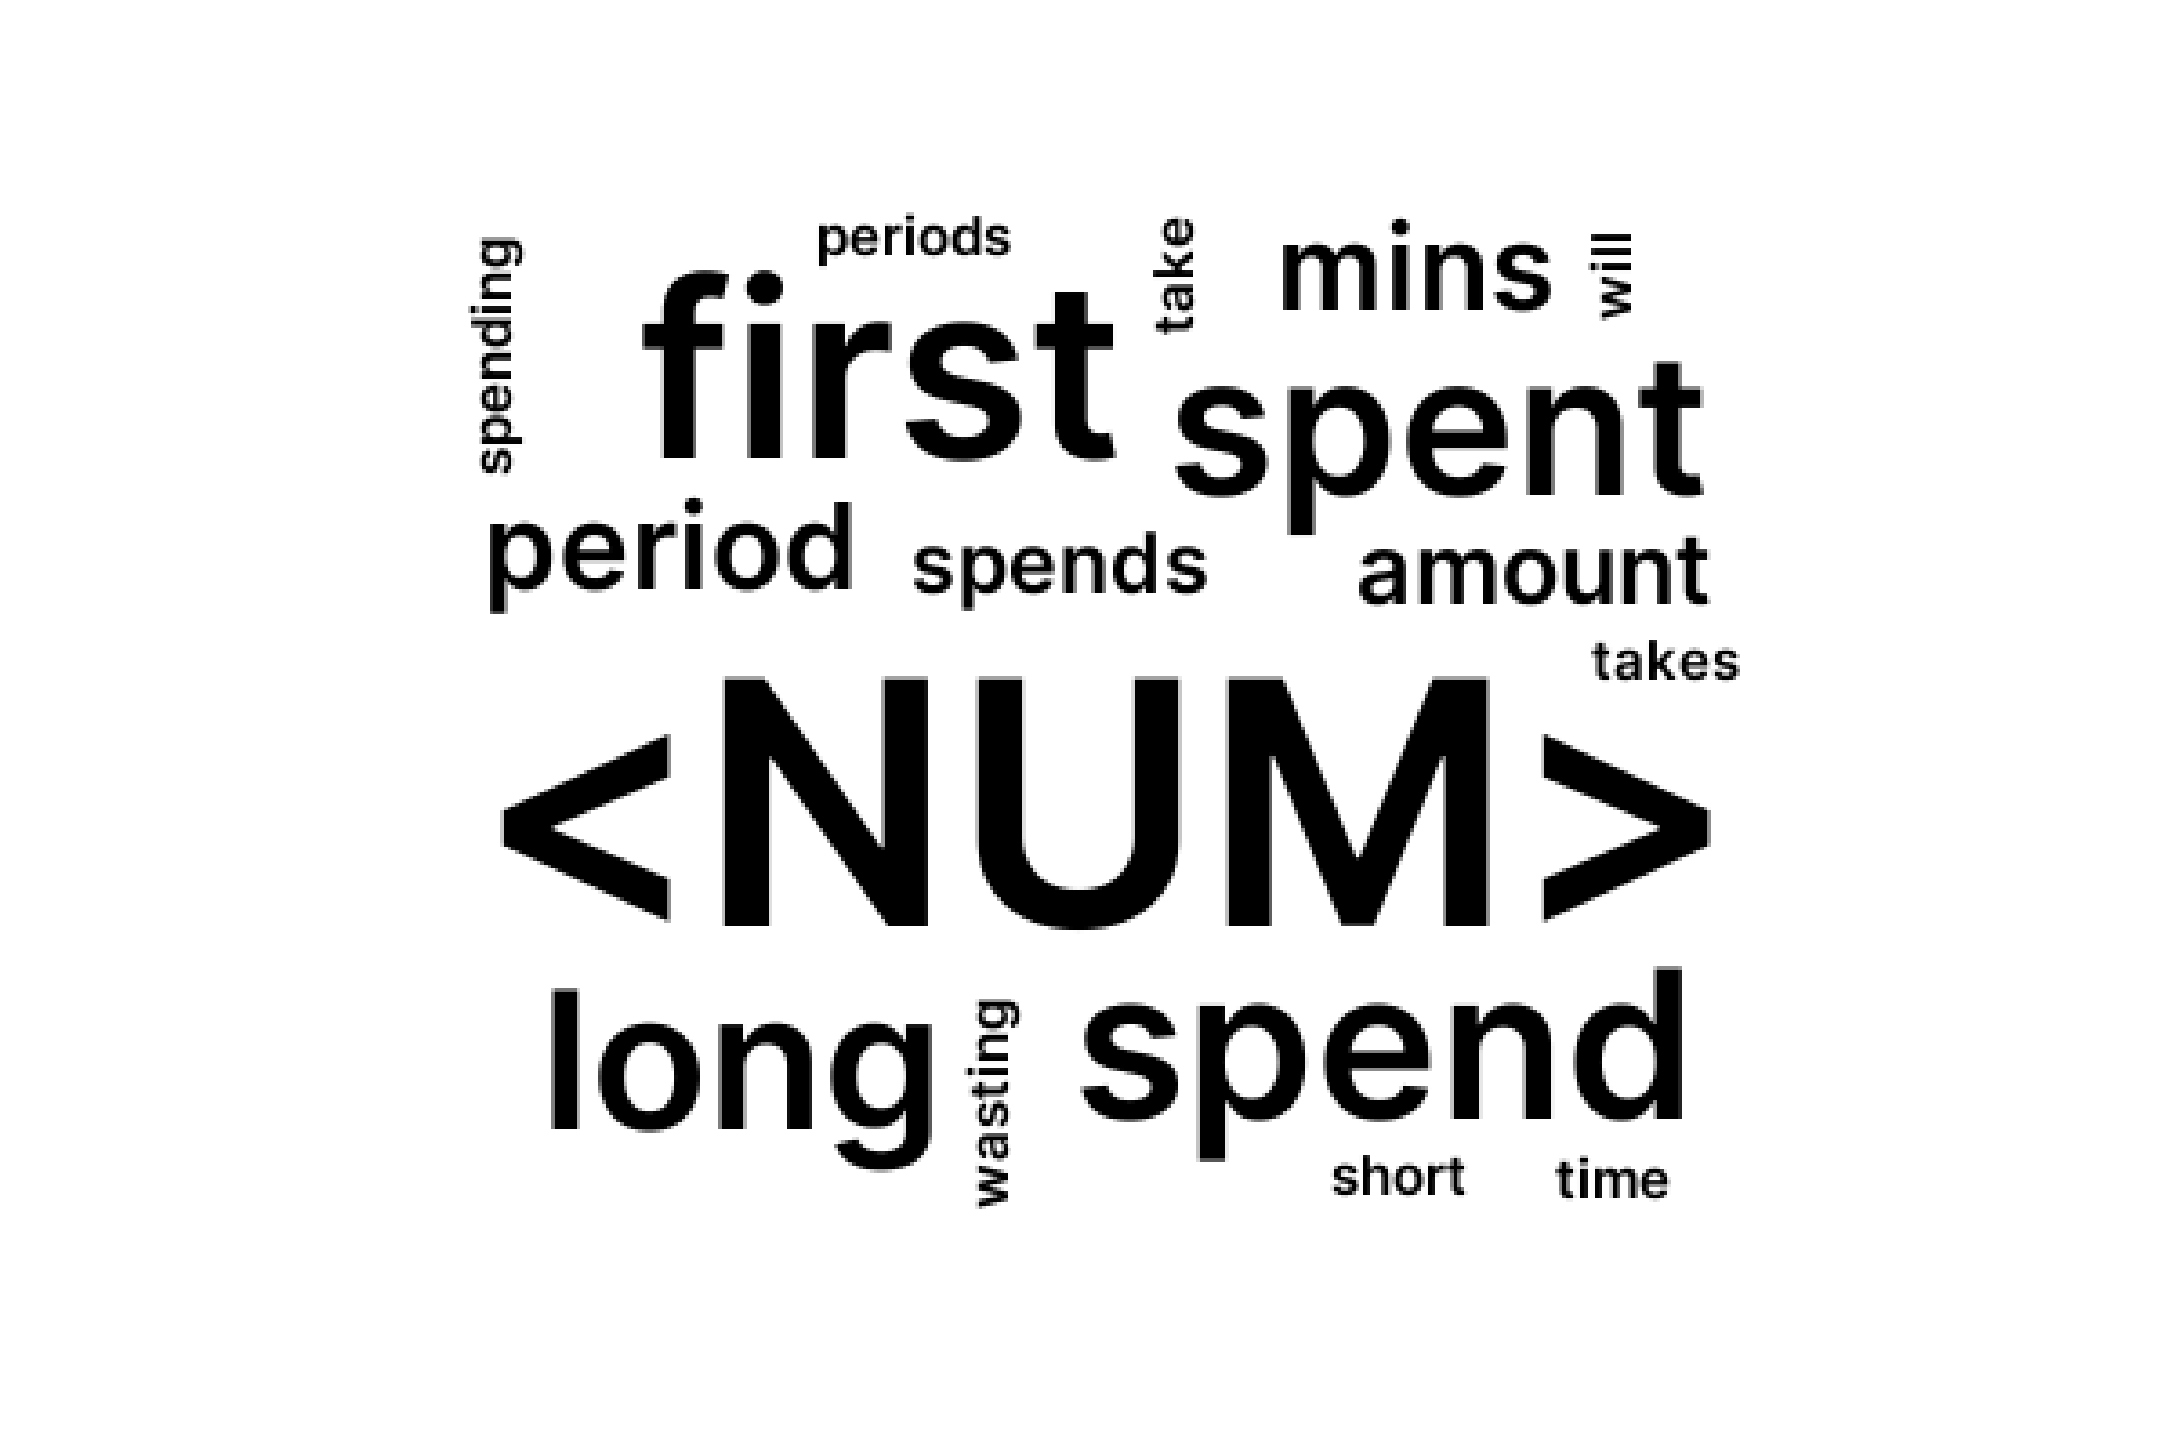 periods
take
mins
will
spending
first
spent
period
spends
amount
takes
<NUM>
long
wasting
spend
short
time